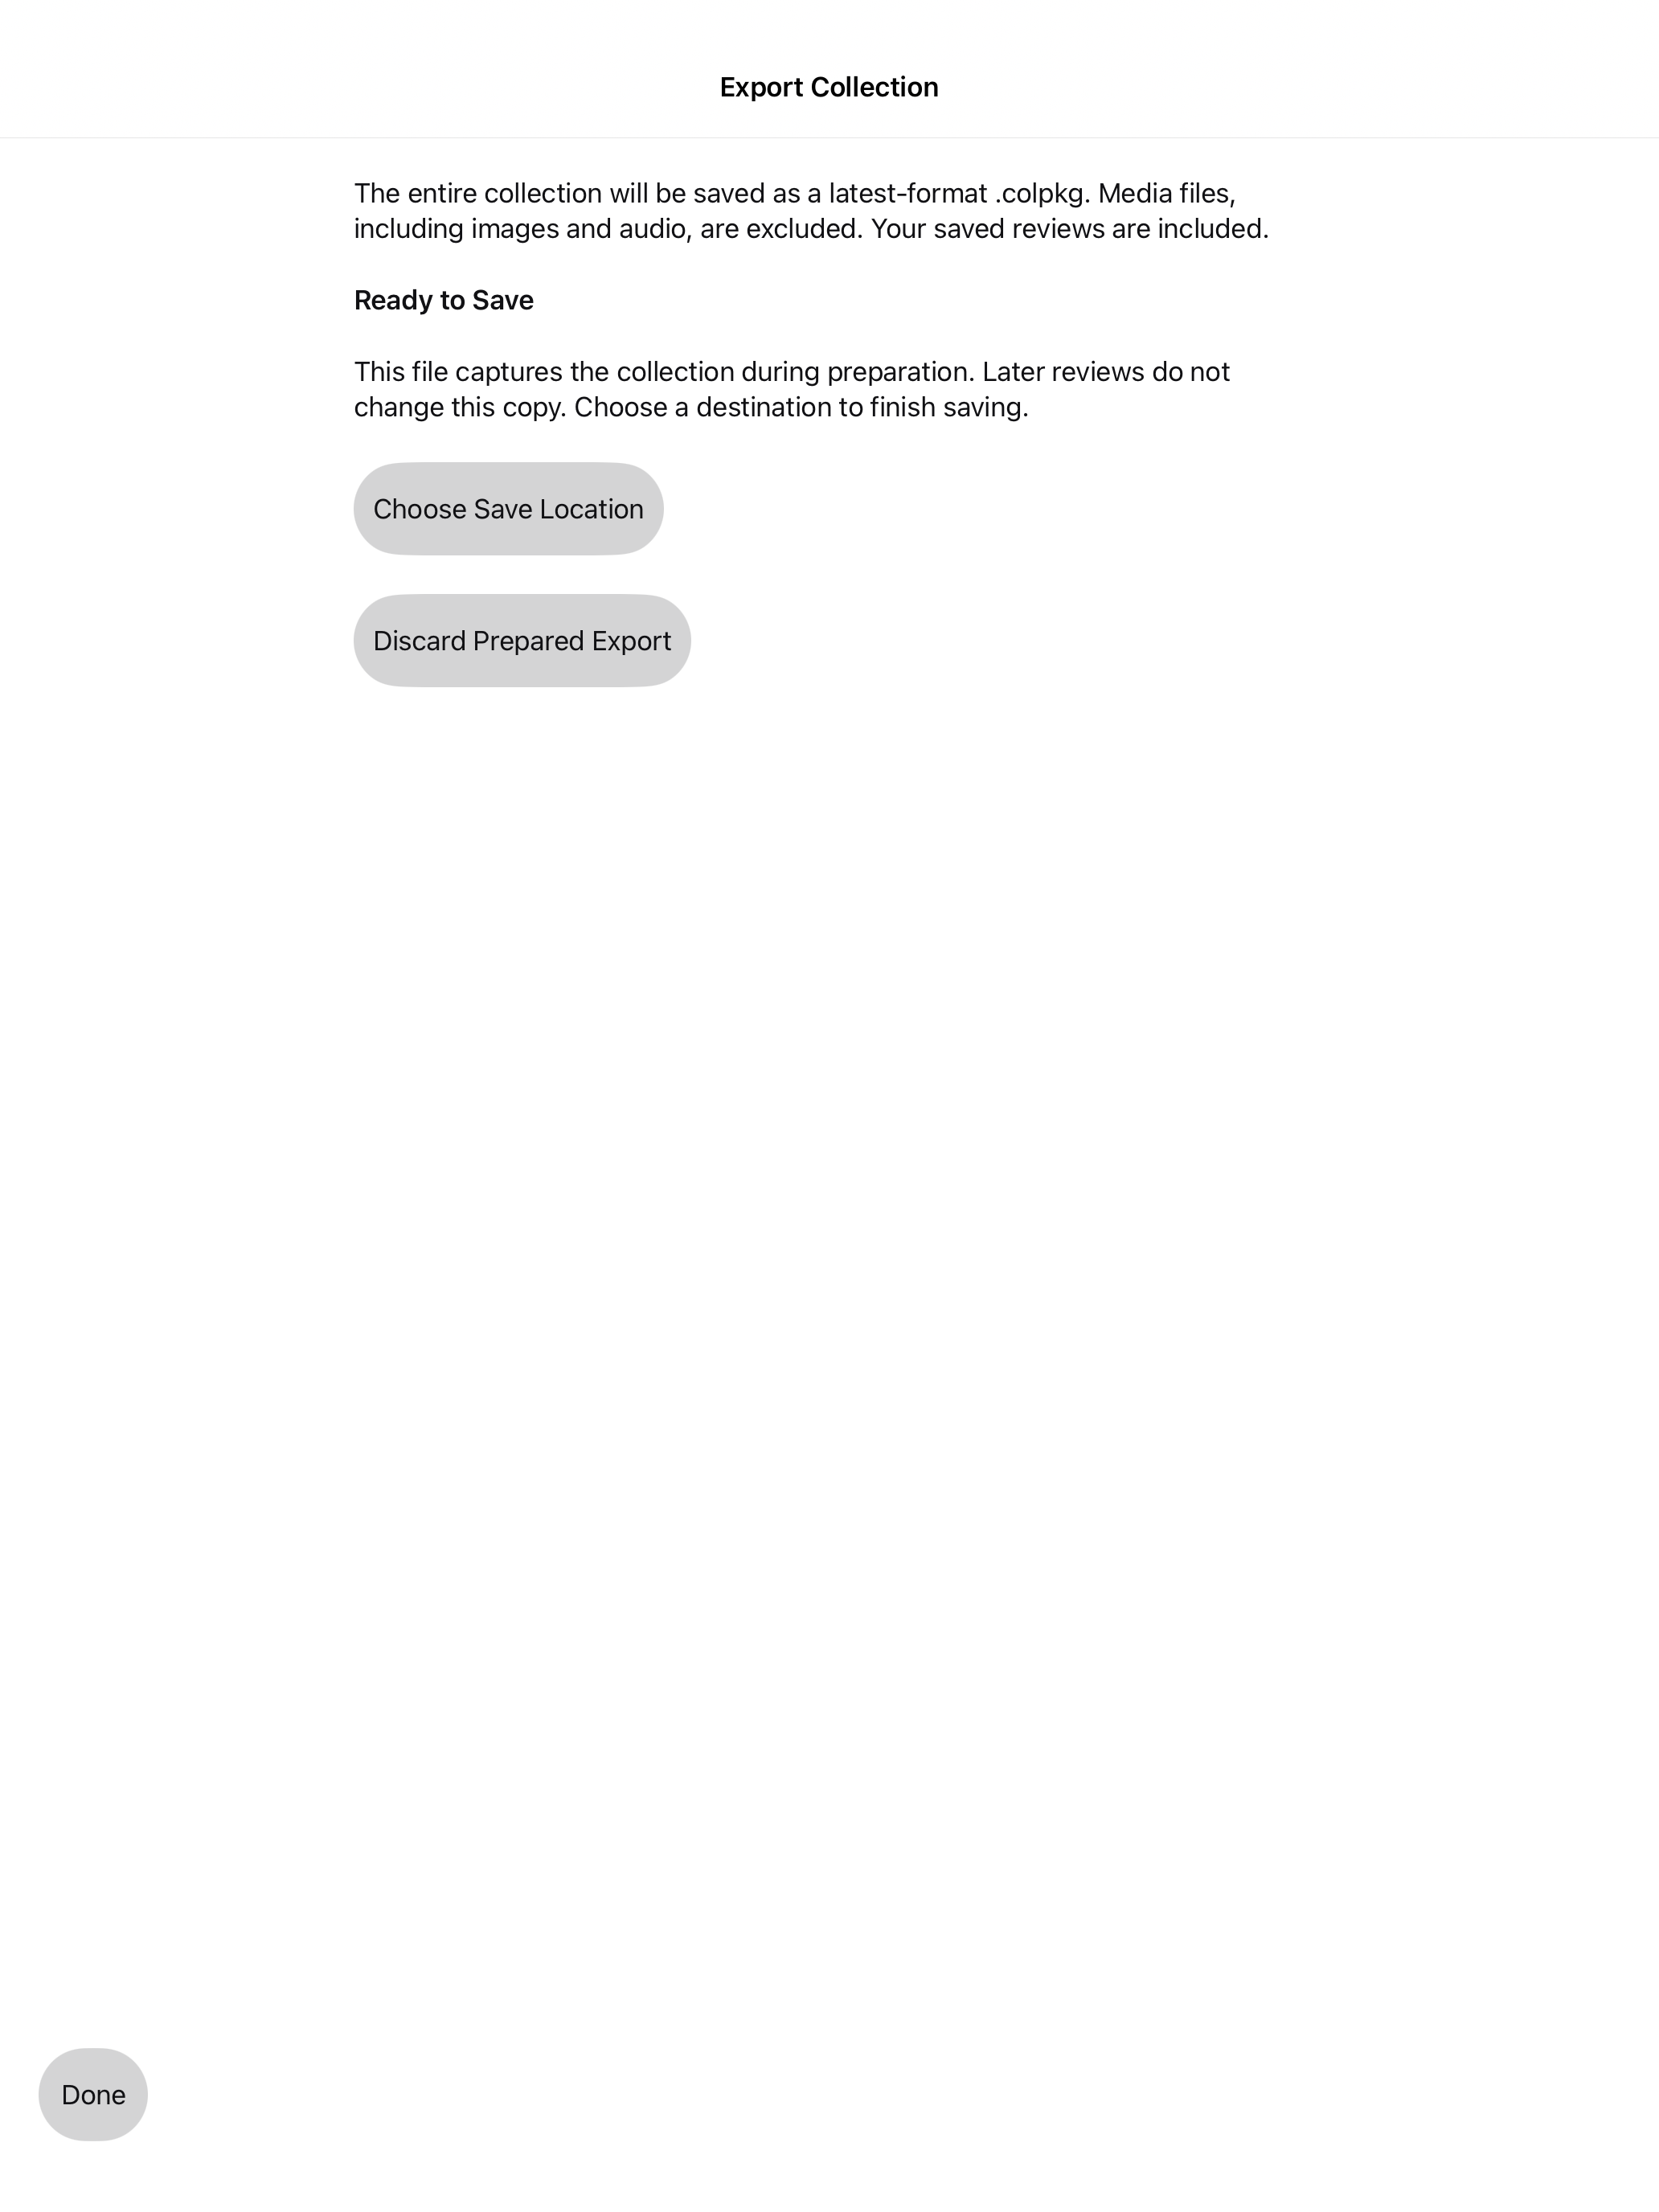 Export Collection
The entire collection will be saved as a latest-format .colpkg. Media files,
including images and audio, are excluded. Your saved reviews are included.
Ready to Save
This file captures the collection during preparation. Later reviews do not
change this copy. Choose a destination to finish saving.
Choose Save Location
Discard Prepared Export
Done